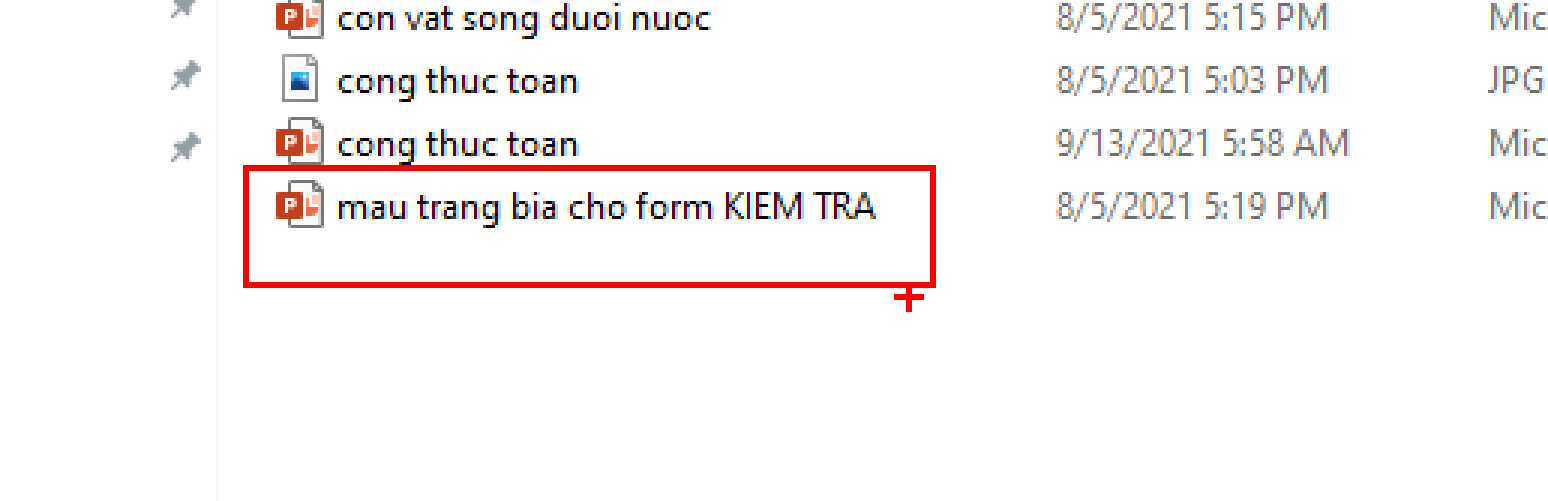 con vat song duoi nuoc 8/5/2021 5:15 PM Mic
cong thuc toan 8/5/2021 5:03 PM JPG
cong thuc toan 9/13/2021 5:58 AM Mic
mau trang bia cho form KIEM TRA 8/5/2021 5:19 PM Mic